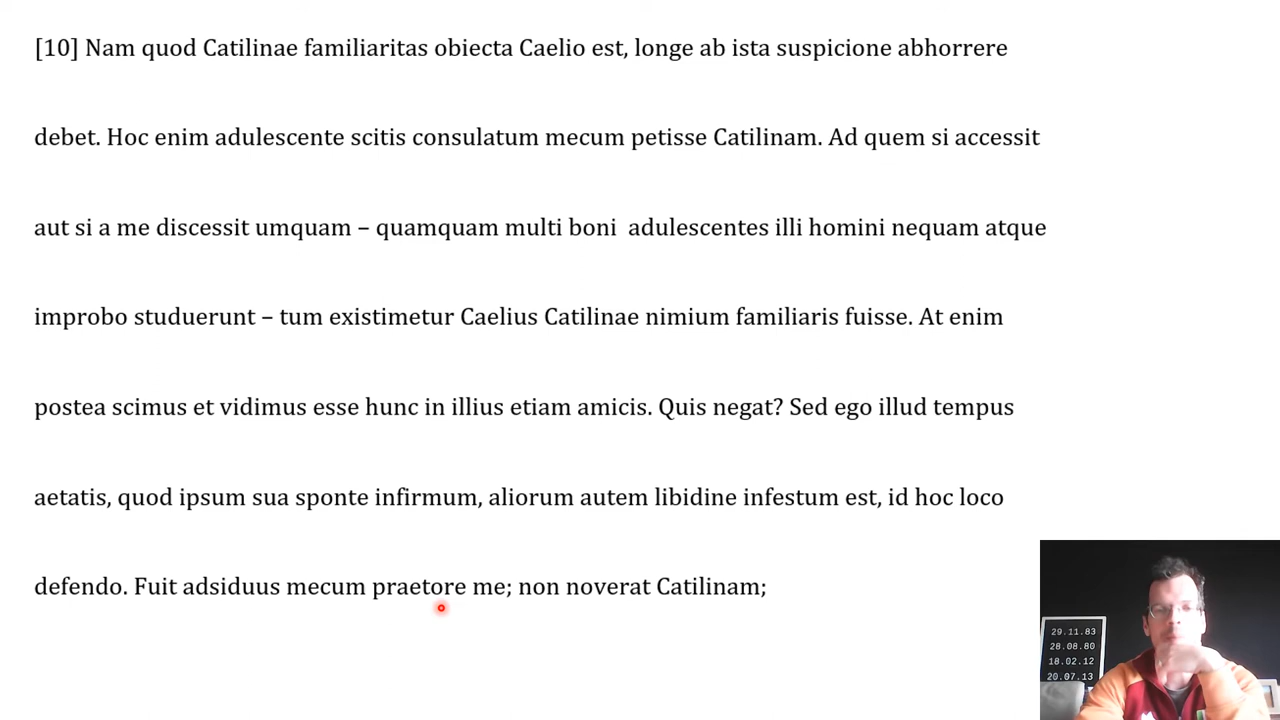 [10] Nam quod Catilinae familiaritas obiecta Caelio est, longe ab ista suspicione abhorrere
debet. Hoc enim adulescente scitis consulatum mecum petisse Catilinam. Ad quem si accessit
aut si a me discessit umquam – quamquam multi boni adulescentes illi homini nequam atque
improbo studuerunt – tum existimetur Caelius Catilinae nimium familiaris fuisse. At enim
postea scimus et vidimus esse hunc in illius etiam amicis. Quis negat? Sed ego illud tempus
aetatis, quod ipsum sua sponte infirmum, aliorum autem libidine infestum est, id hoc loco
defendo. Fuit adsiduus mecum praetore me; non noverat Catilinam;
29.11.83
28.08.80
18.02.12
20.07.13